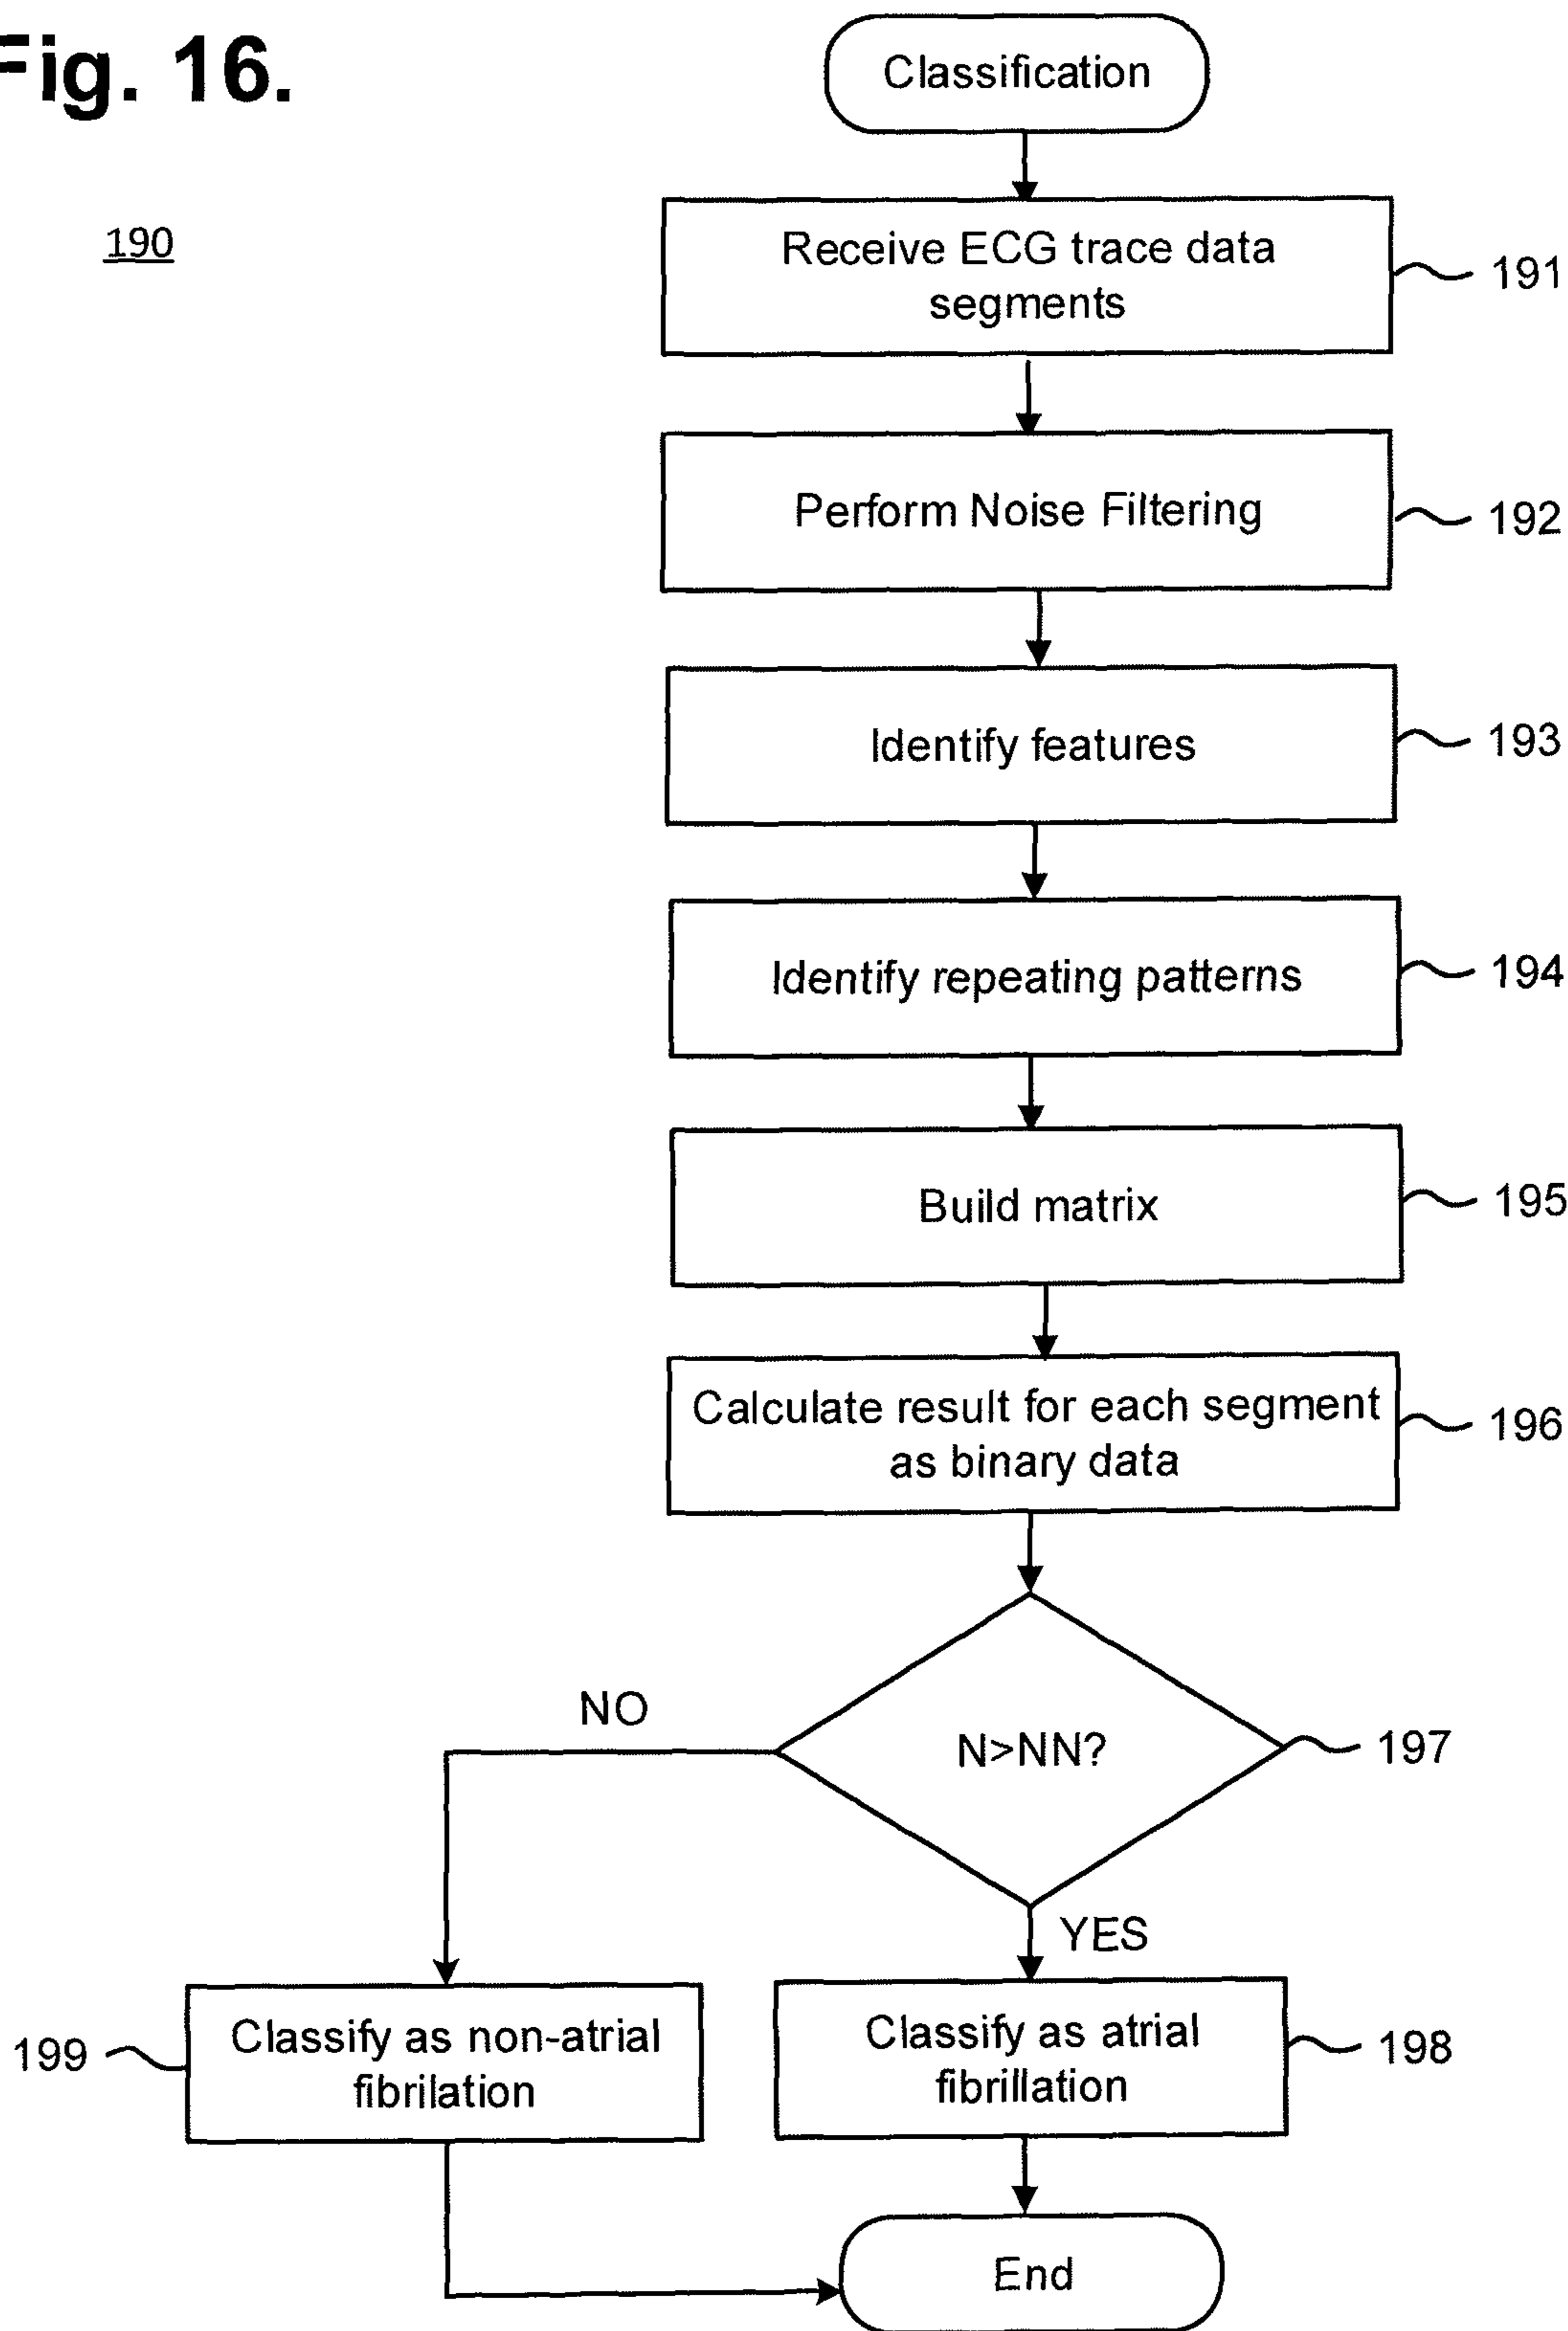 Fig. 16.
Classification
190
Receive ECG trace data
segments
191
Perform Noise Filtering
192
Identify features
193
Identify repeating patterns
194
Build matrix
195
Calculate result for each segment
as binary data
196
N>NN?
197
NO
YES
199
Classify as non-atrial
fibrilation
Classify as atrial
fibrillation
198
End